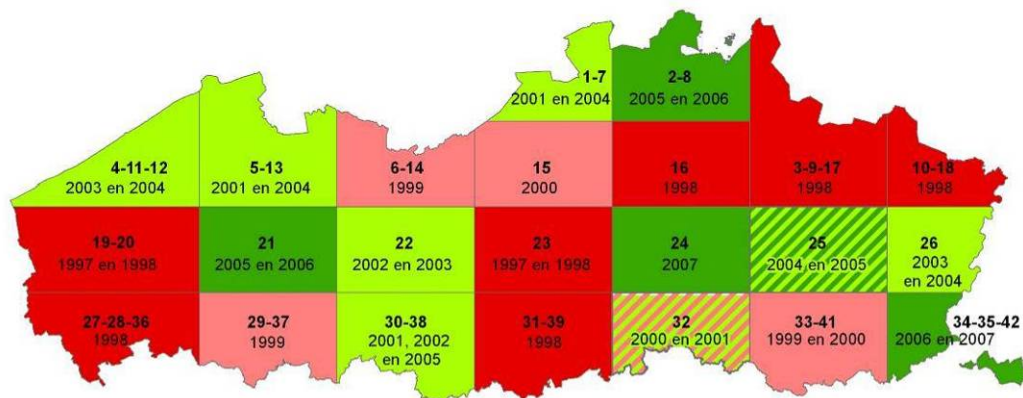 1-7
2001 en 2004
2-8
2005 en 2006
4-11-12
2003 en 2004
5-13
2001 en 2004
6-14
1999
15
2000
16
1998
3-9-17
1998
10-18
1998
19-20
1997 en 1998
21
2005 en 2006
22
2002 en 2003
23
1997 en 1998
24
2007
25
2004 en 2005
26
2003
en 2004
27-28-36
1998
29-37
1999
30-38
2001, 2002
en 2005
31-39
1998
32
2000 en 2001
33-41
1999 en 2000
34-35-42
2006 en 2007